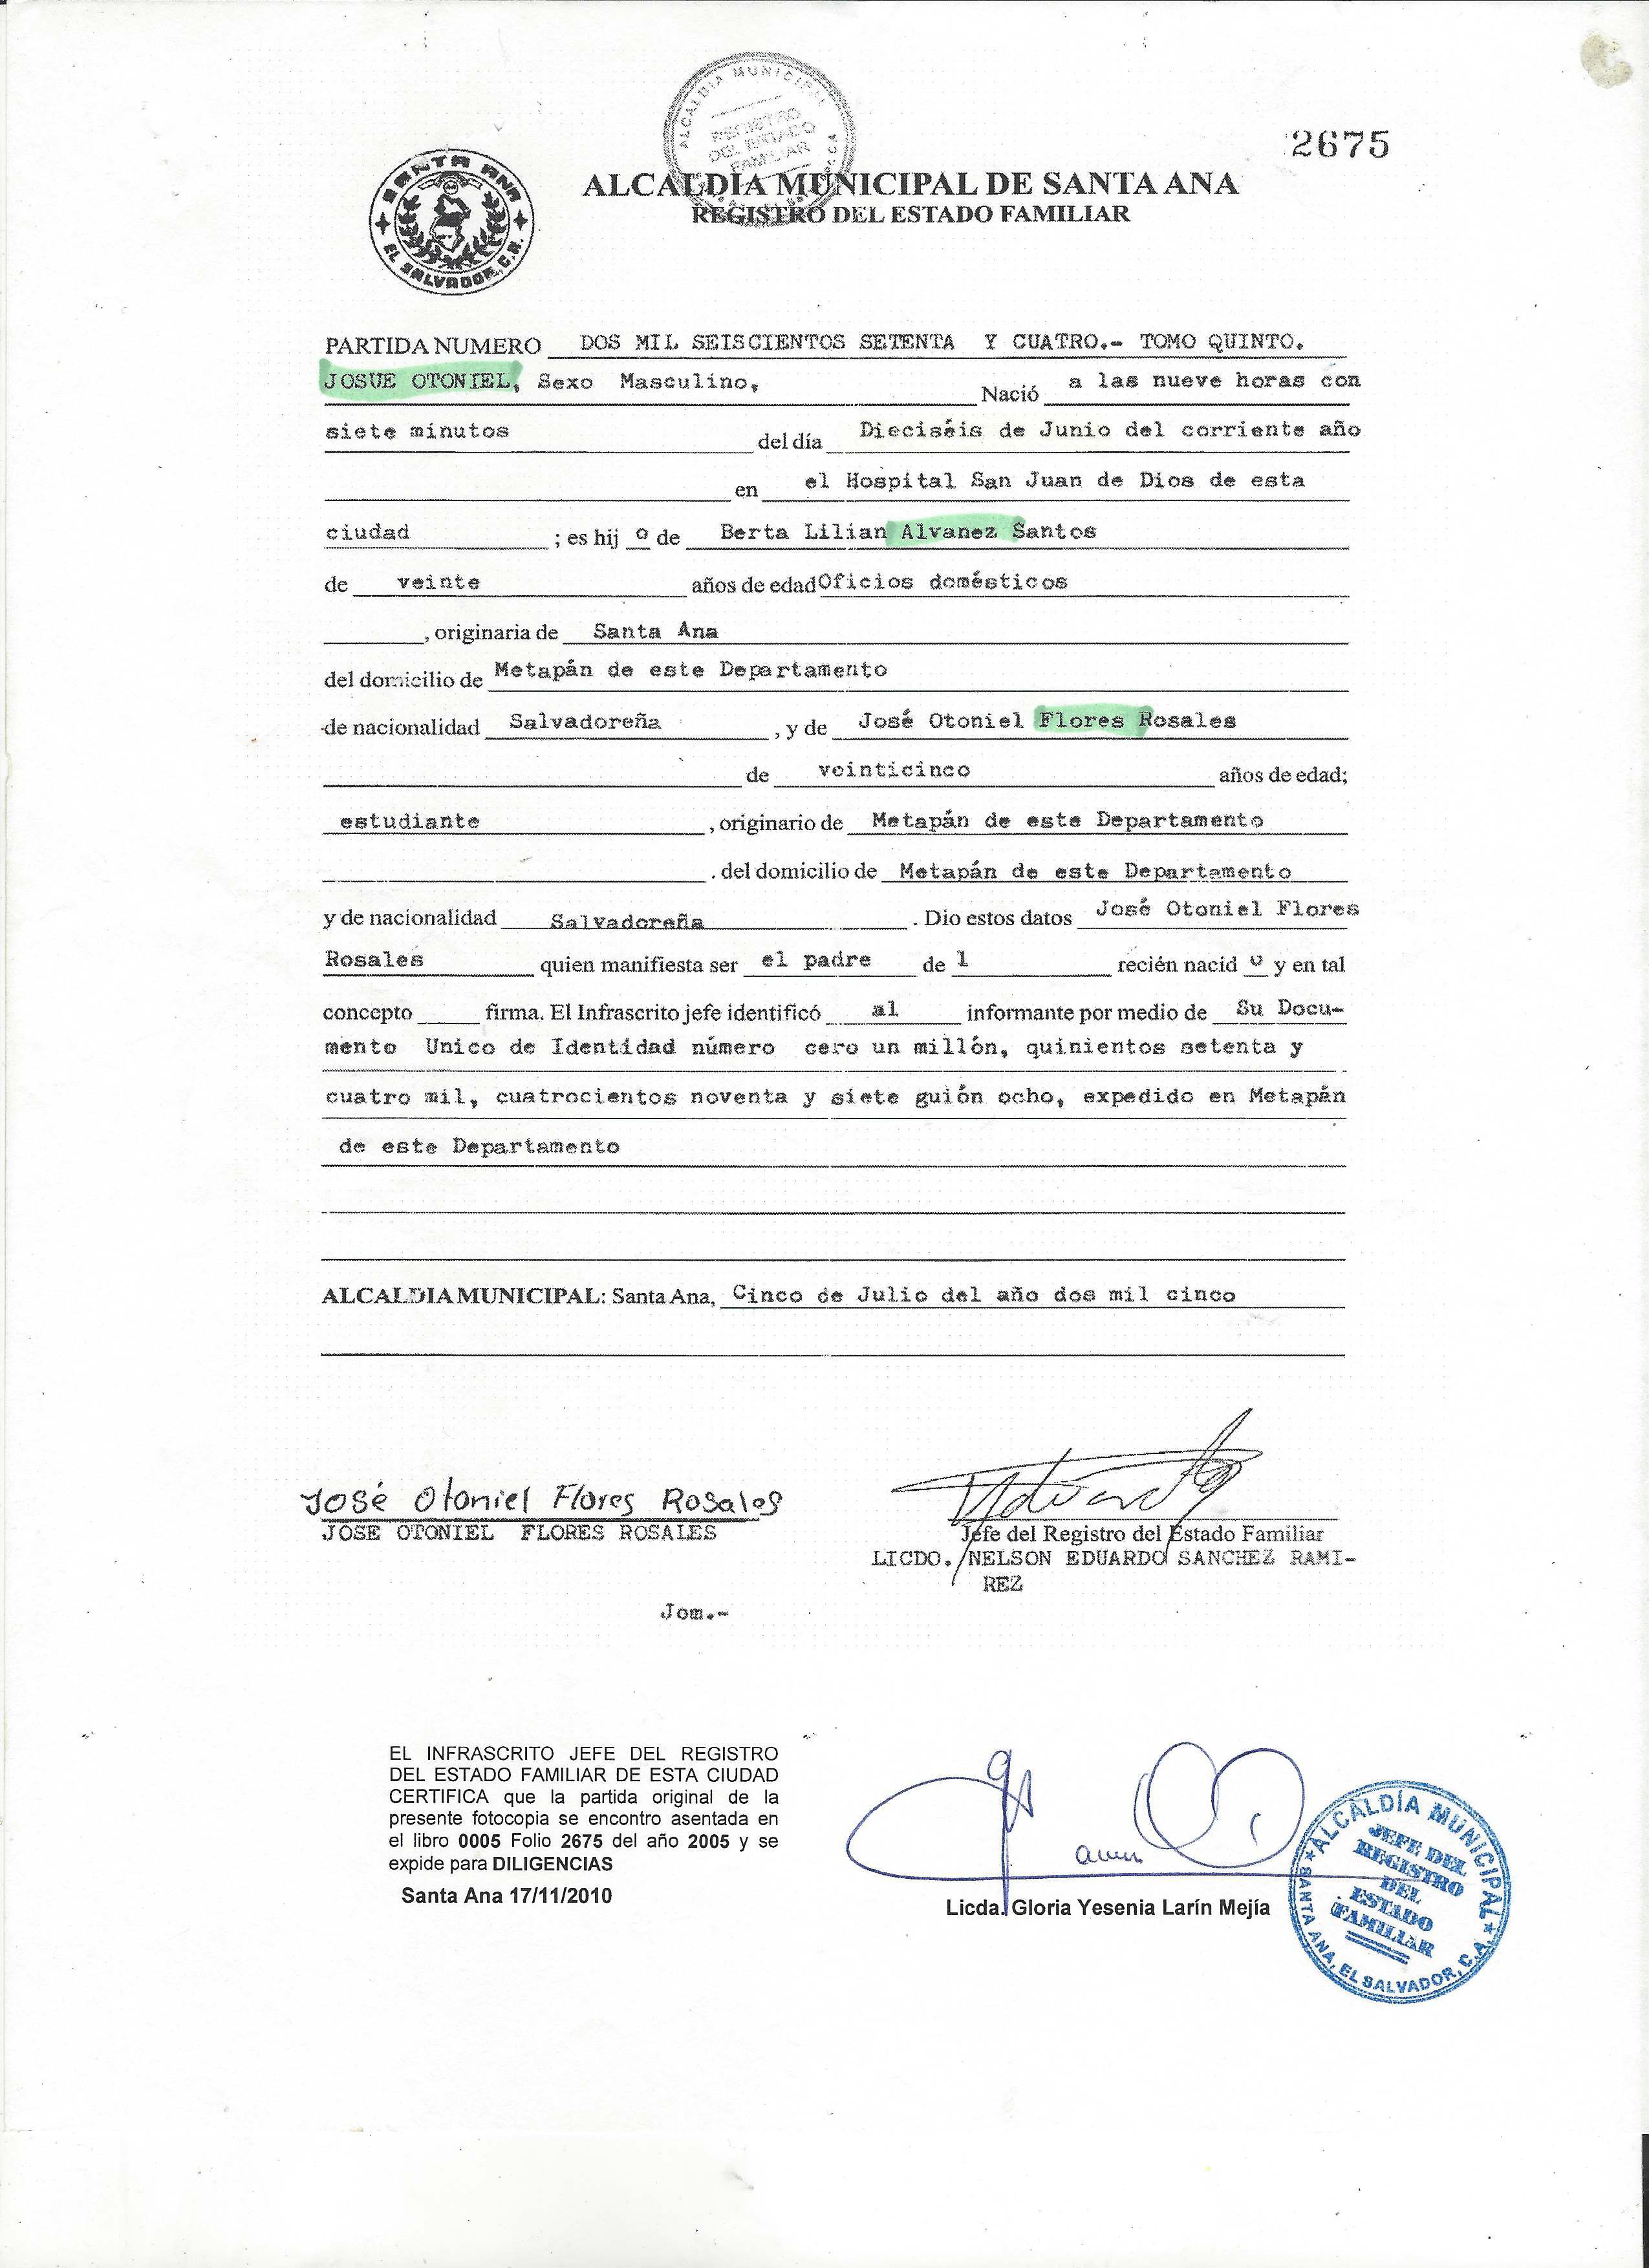 ALCALDIA MUNICIPAL
REGISTRO
DEL ESTADO
FAMILIAR
2675
SANTA ANA
EL SALVADOR, C.A.
ALCALDIA MUNICIPAL DE SANTA ANA
REGISTRO DEL ESTADO FAMILIAR
PARTIDA NUMERO DOS MIL SEISCIENTOS SETENTA Y CUATRO.- TOMO QUINTO.
JOSUE OTONIEL, Sexo Masculino, Nació a las nueve horas con
siete minutos del día Dieciséis de Junio del corriente año
en el Hospital San Juan de Dios de esta
ciudad ; es hij o de Berta Lilian Alvanez Santos
de veinte años de edad Oficios domésticos
, originaria de Santa Ana
del domicilio de Metapán de este Departamento
de nacionalidad Salvadoreña , y de José Otoniel Flores Rosales
de veinticinco años de edad;
estudiante , originario de Metapán de este Departamento
. del domicilio de Metapán de este Departamento
y de nacionalidad Salvadoreña . Dio estos datos José Otoniel Flores
Rosales quien manifiesta ser el padre de l recién nacid o y en tal
concepto firma. El Infrascrito jefe identificó al informante por medio de Su Docu-
mento Unico de Identidad número cero un millón, quinientos setenta y
cuatro mil, cuatrocientos noventa y siete guión ocho, expedido en Metapán
de este Departamento
ALCALDIA MUNICIPAL: Santa Ana, Cinco de Julio del año dos mil cinco
José Otoniel Flores Rosales
JOSE OTONIEL FLORES ROSALES
Jefe del Registro del Estado Familiar
LICDO. NELSON EDUARDO SANCHEZ RAMI-
REZ
Jom.-
EL INFRASCRITO JEFE DEL REGISTRO
DEL ESTADO FAMILIAR DE ESTA CIUDAD
CERTIFICA que la partida original de la
presente fotocopia se encontro asentada en
el libro 0005 Folio 2675 del año 2005 y se
expide para DILIGENCIAS
Santa Ana 17/11/2010
Licda. Gloria Yesenia Larín Mejía
ALCALDÍA MUNICIPAL
JEFE DEL
REGISTRO
DEL
ESTADO
FAMILIAR
SANTA ANA, EL SALVADOR, C.A.